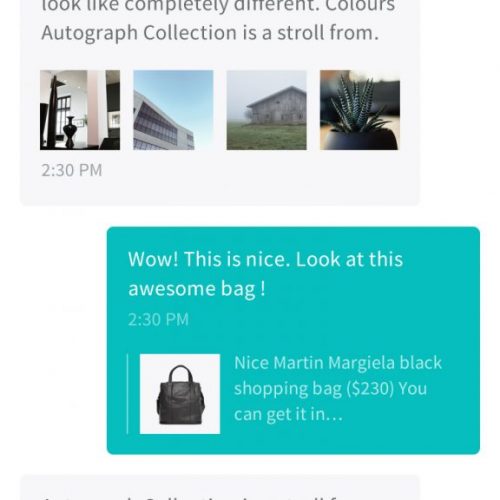 look like completely different. Colours
Autograph Collection is a stroll from.
2:30 PM
Wow! This is nice. Look at this
awesome bag !
2:30 PM
Nice Martin Margiela black
shopping bag ($230) You
can get it in…